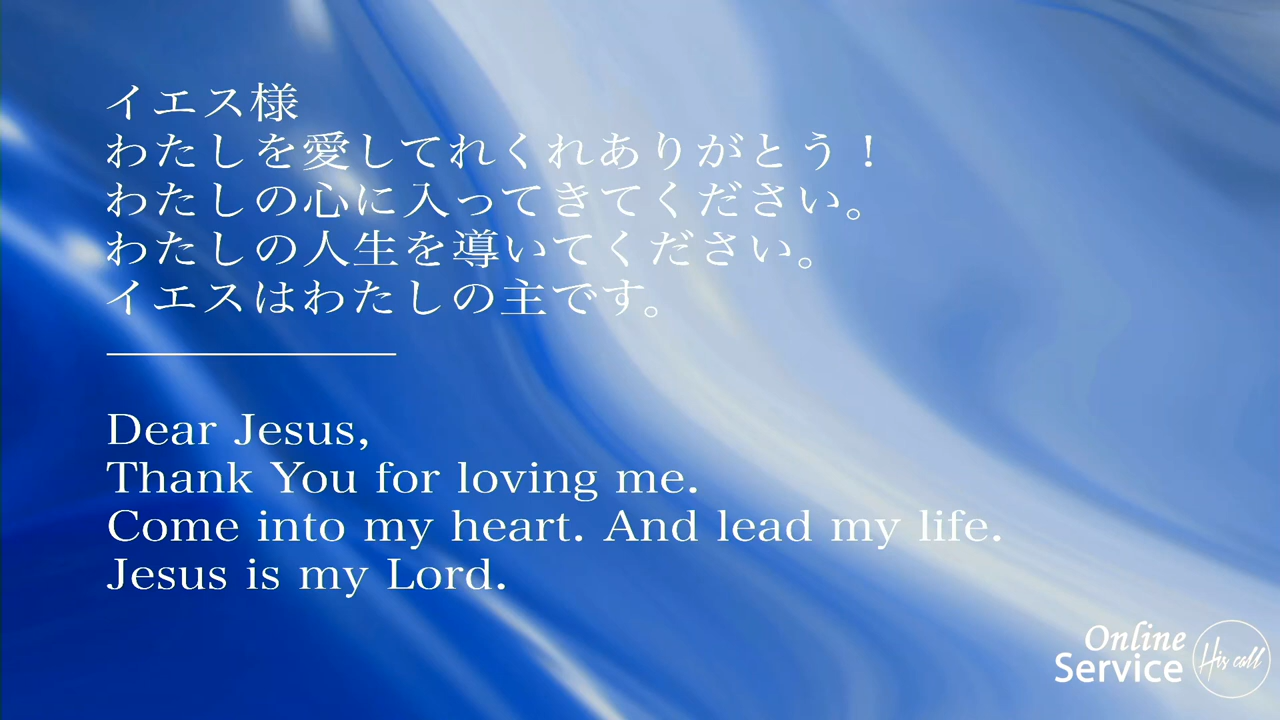 イエス様
わたしを愛してれくれありがとう！
わたしの心に入ってきてください。
わたしの人生を導いてください。
イエスはわたしの主です。
Dear Jesus,
Thank You for loving me.
Come into my heart. And lead my life.
Jesus is my Lord.
Online
Service
His call